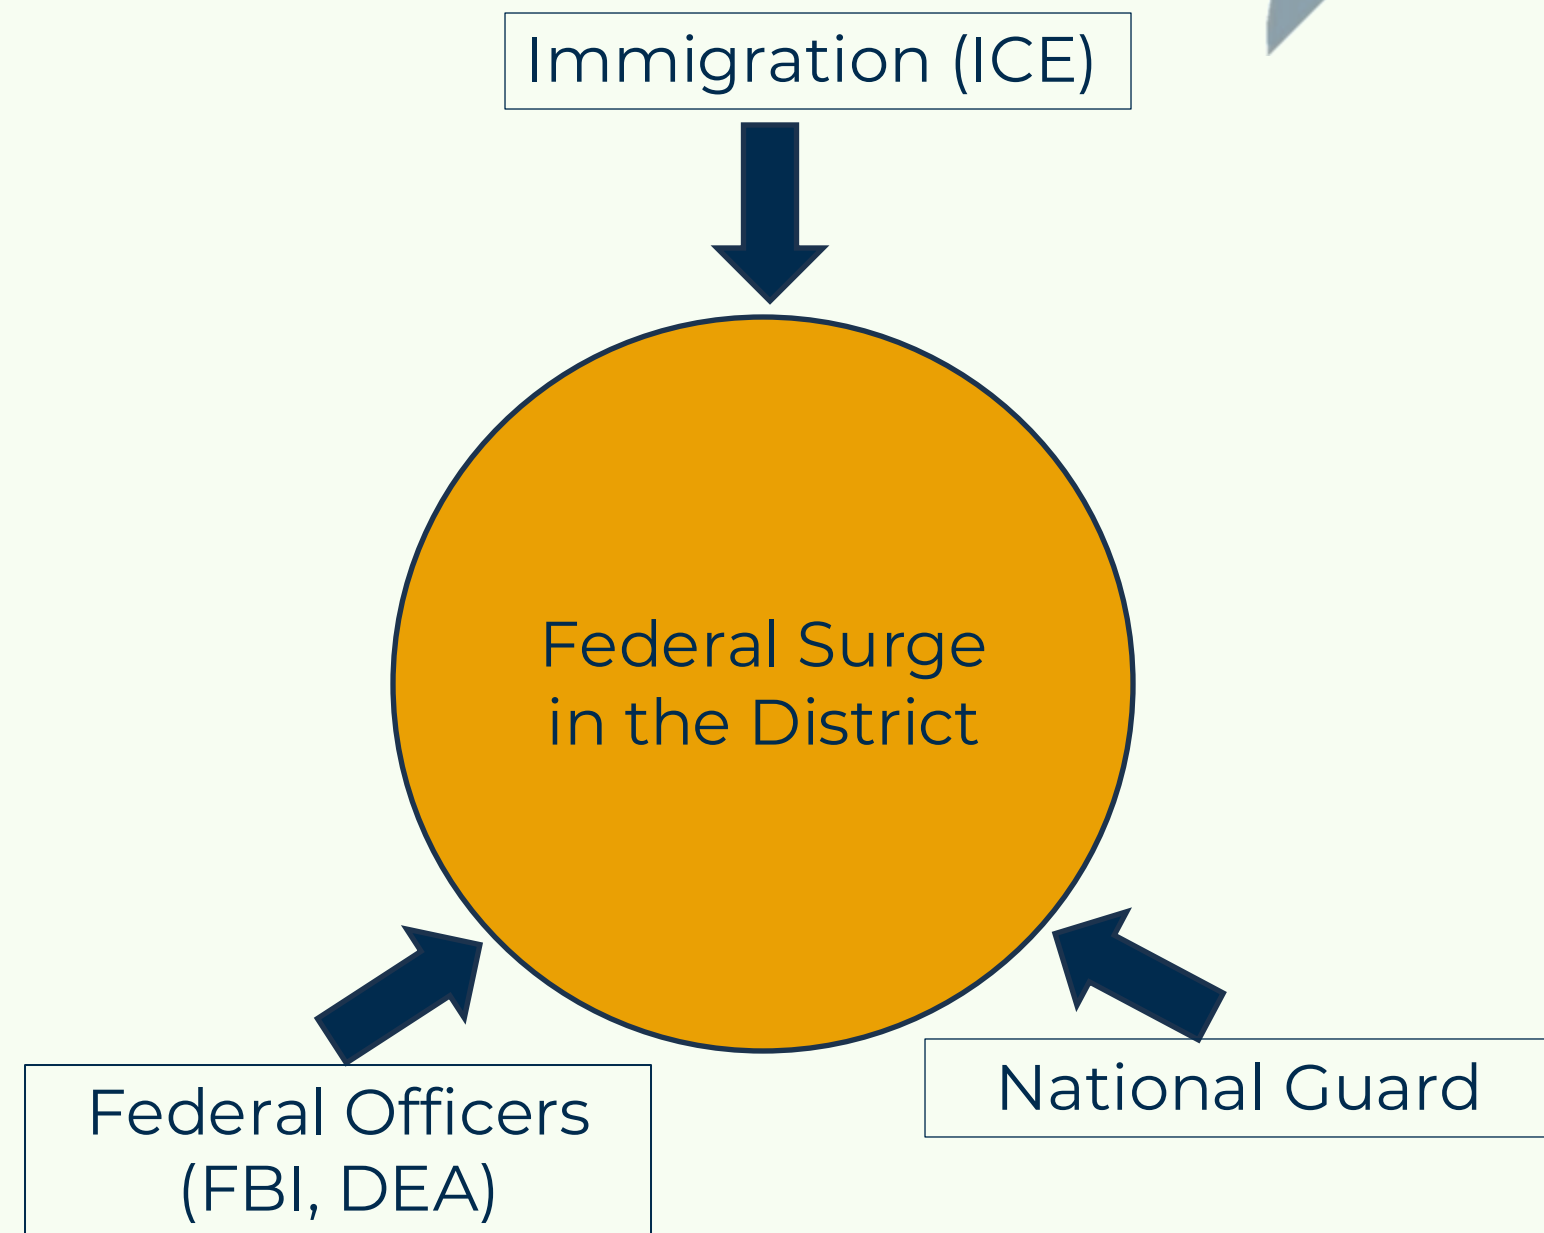 Immigration (ICE)
Federal Surge
in the District
Federal Officers
(FBI, DEA)
National Guard